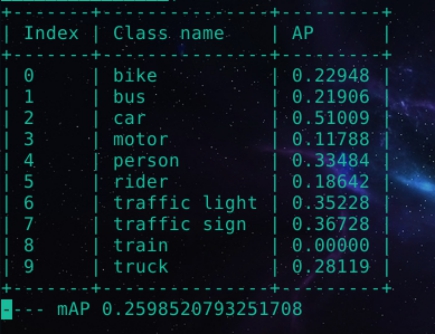 +-------+---------------+---------+
| Index | Class name    | AP      |
+-------+---------------+---------+
| 0     | bike          | 0.22948 |
| 1     | bus           | 0.21906 |
| 2     | car           | 0.51009 |
| 3     | motor         | 0.11788 |
| 4     | person        | 0.33484 |
| 5     | rider         | 0.18642 |
| 6     | traffic light | 0.35228 |
| 7     | traffic sign  | 0.36728 |
| 8     | train         | 0.00000 |
| 9     | truck         | 0.28119 |
+-------+---------------+---------+
---- mAP 0.2598520793251708